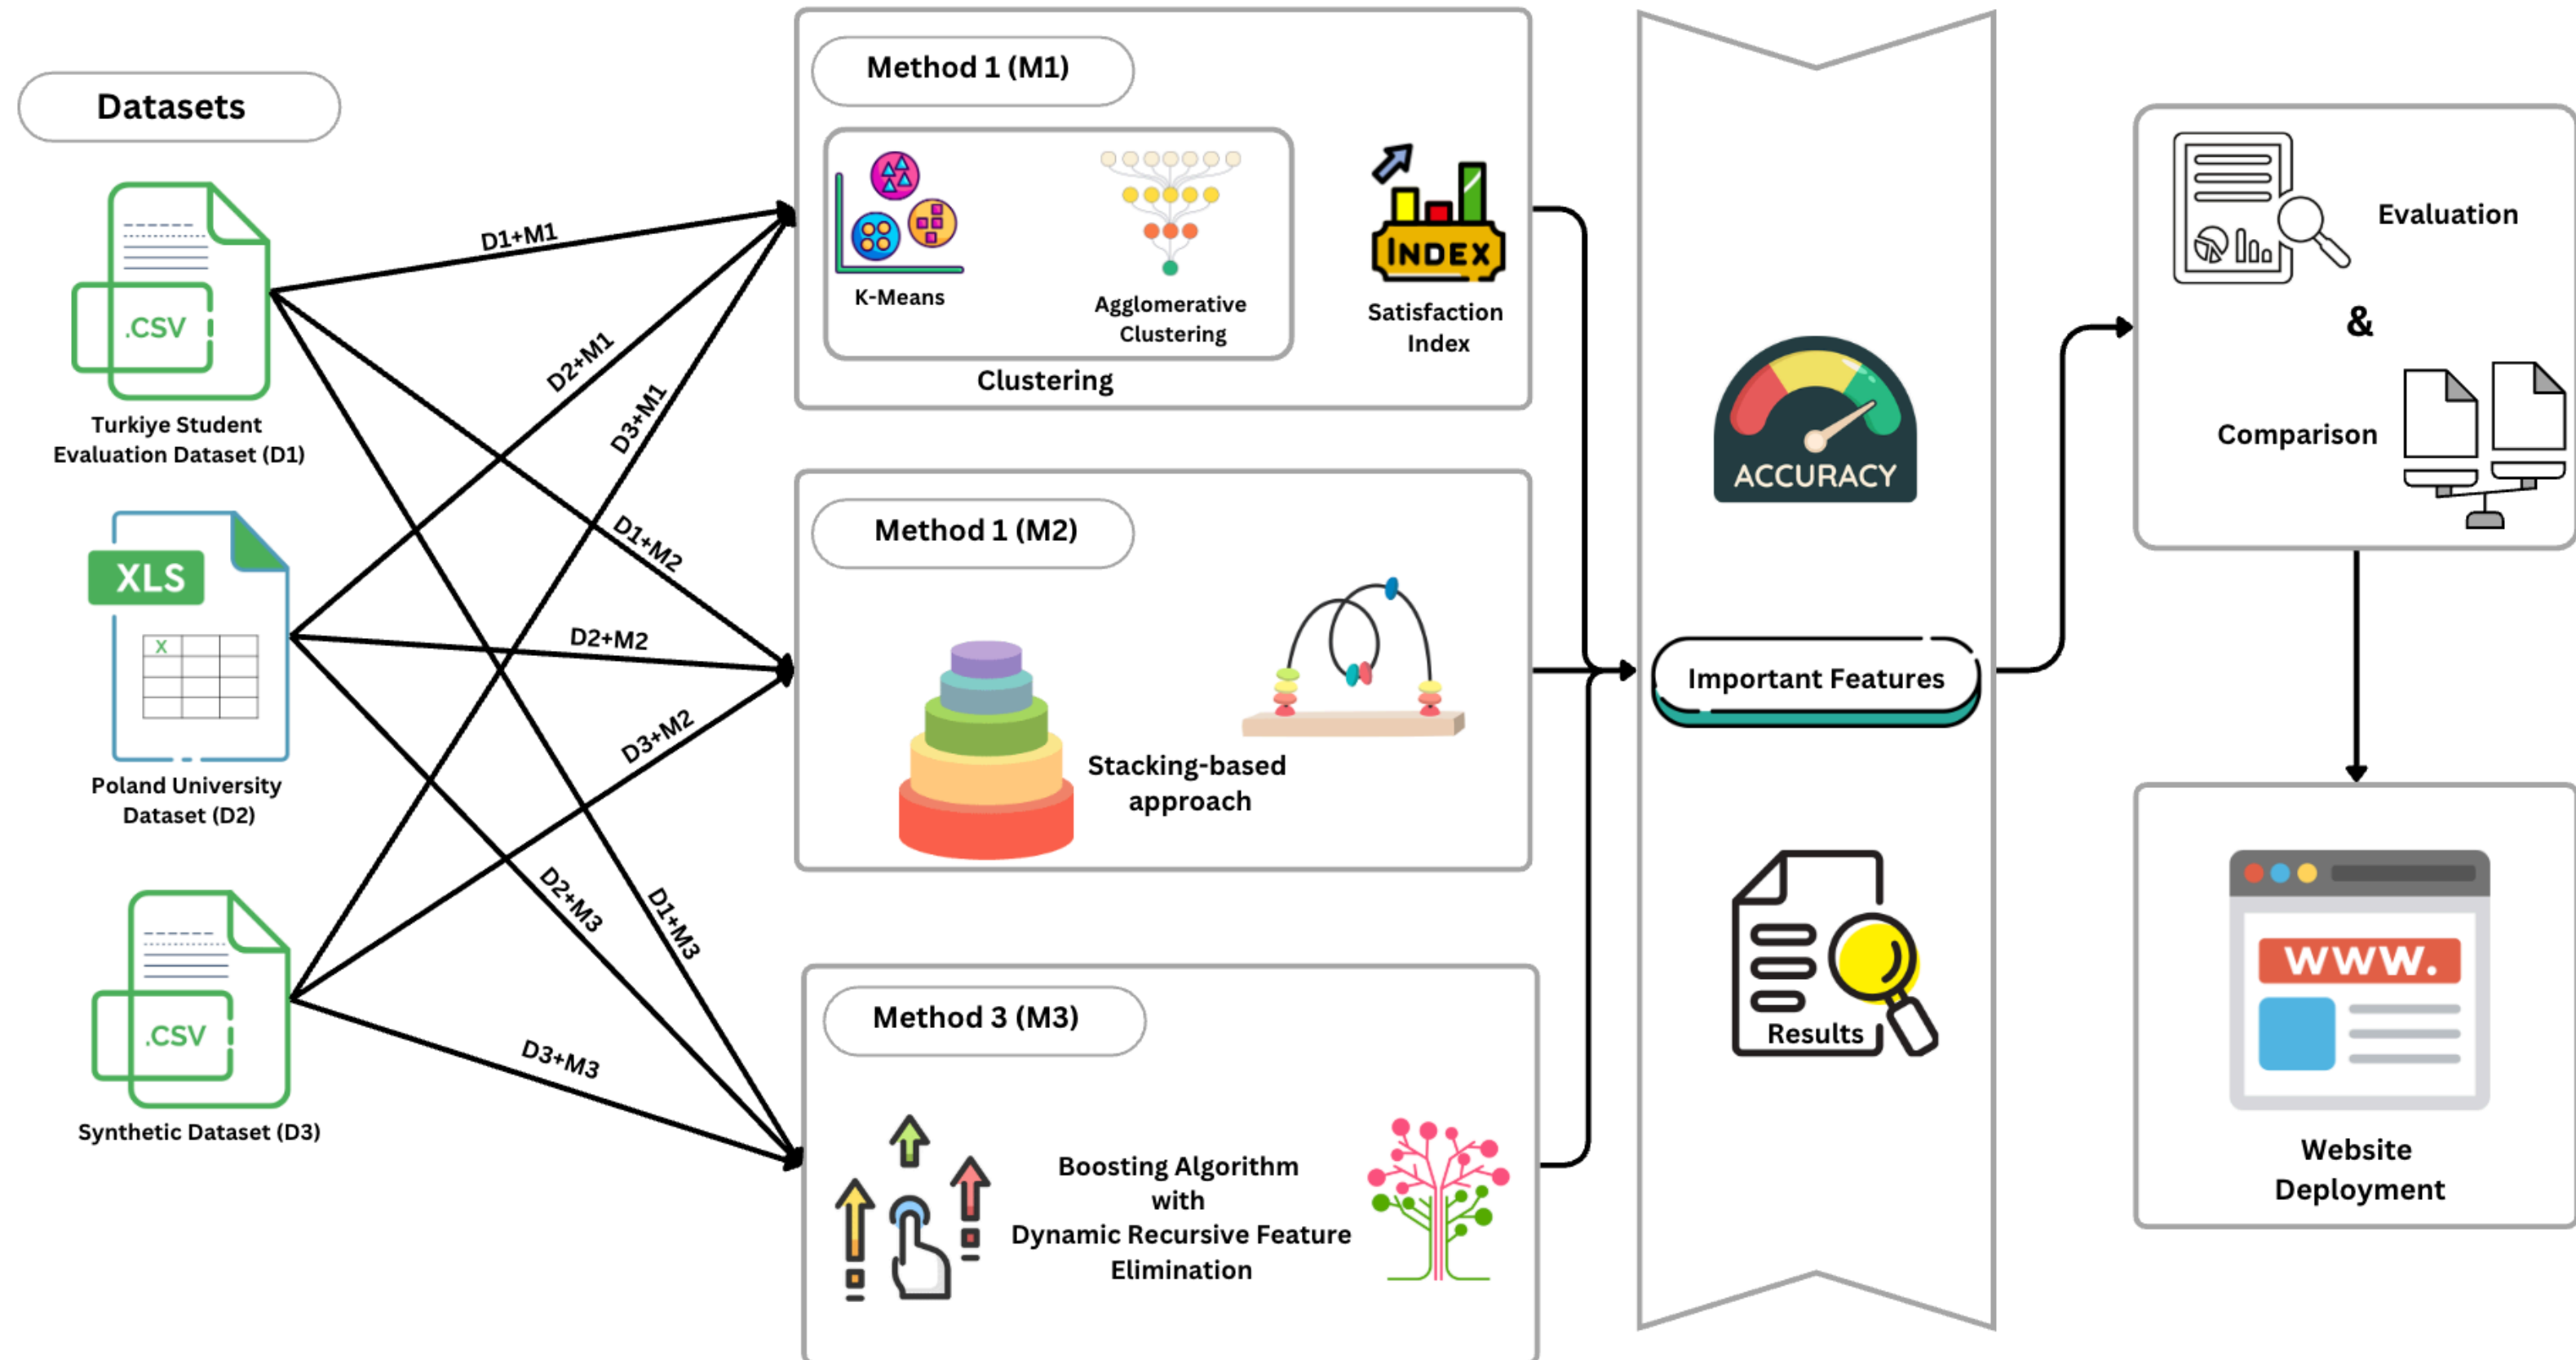 Datasets
.CSV
Turkiye Student
Evaluation Dataset (D1)
XLS
X
Poland University
Dataset (D2)
.CSV
Synthetic Dataset (D3)
D1+M1
D2+M1
D3+M1
D1+M2
D2+M2
D3+M2
D2+M3
D1+M3
D3+M3
Method 1 (M1)
K-Means
Agglomerative
Clustering
Clustering
INDEX
Satisfaction
Index
Method 1 (M2)
Stacking-based
approach
Method 3 (M3)
Boosting Algorithm
with
Dynamic Recursive Feature
Elimination
ACCURACY
Important Features
Results
Evaluation
&
Comparison
WWW.
Website
Deployment